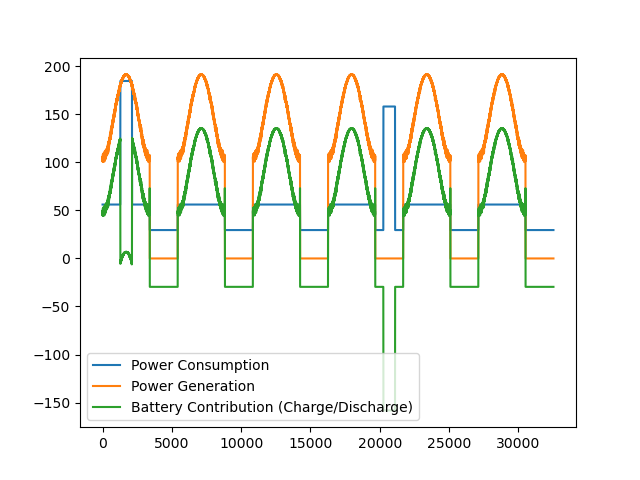 200
150
100
50
0
−50
−100
−150
Power Consumption
Power Generation
Battery Contribution (Charge/Discharge)
0 5000 10000 15000 20000 25000 30000